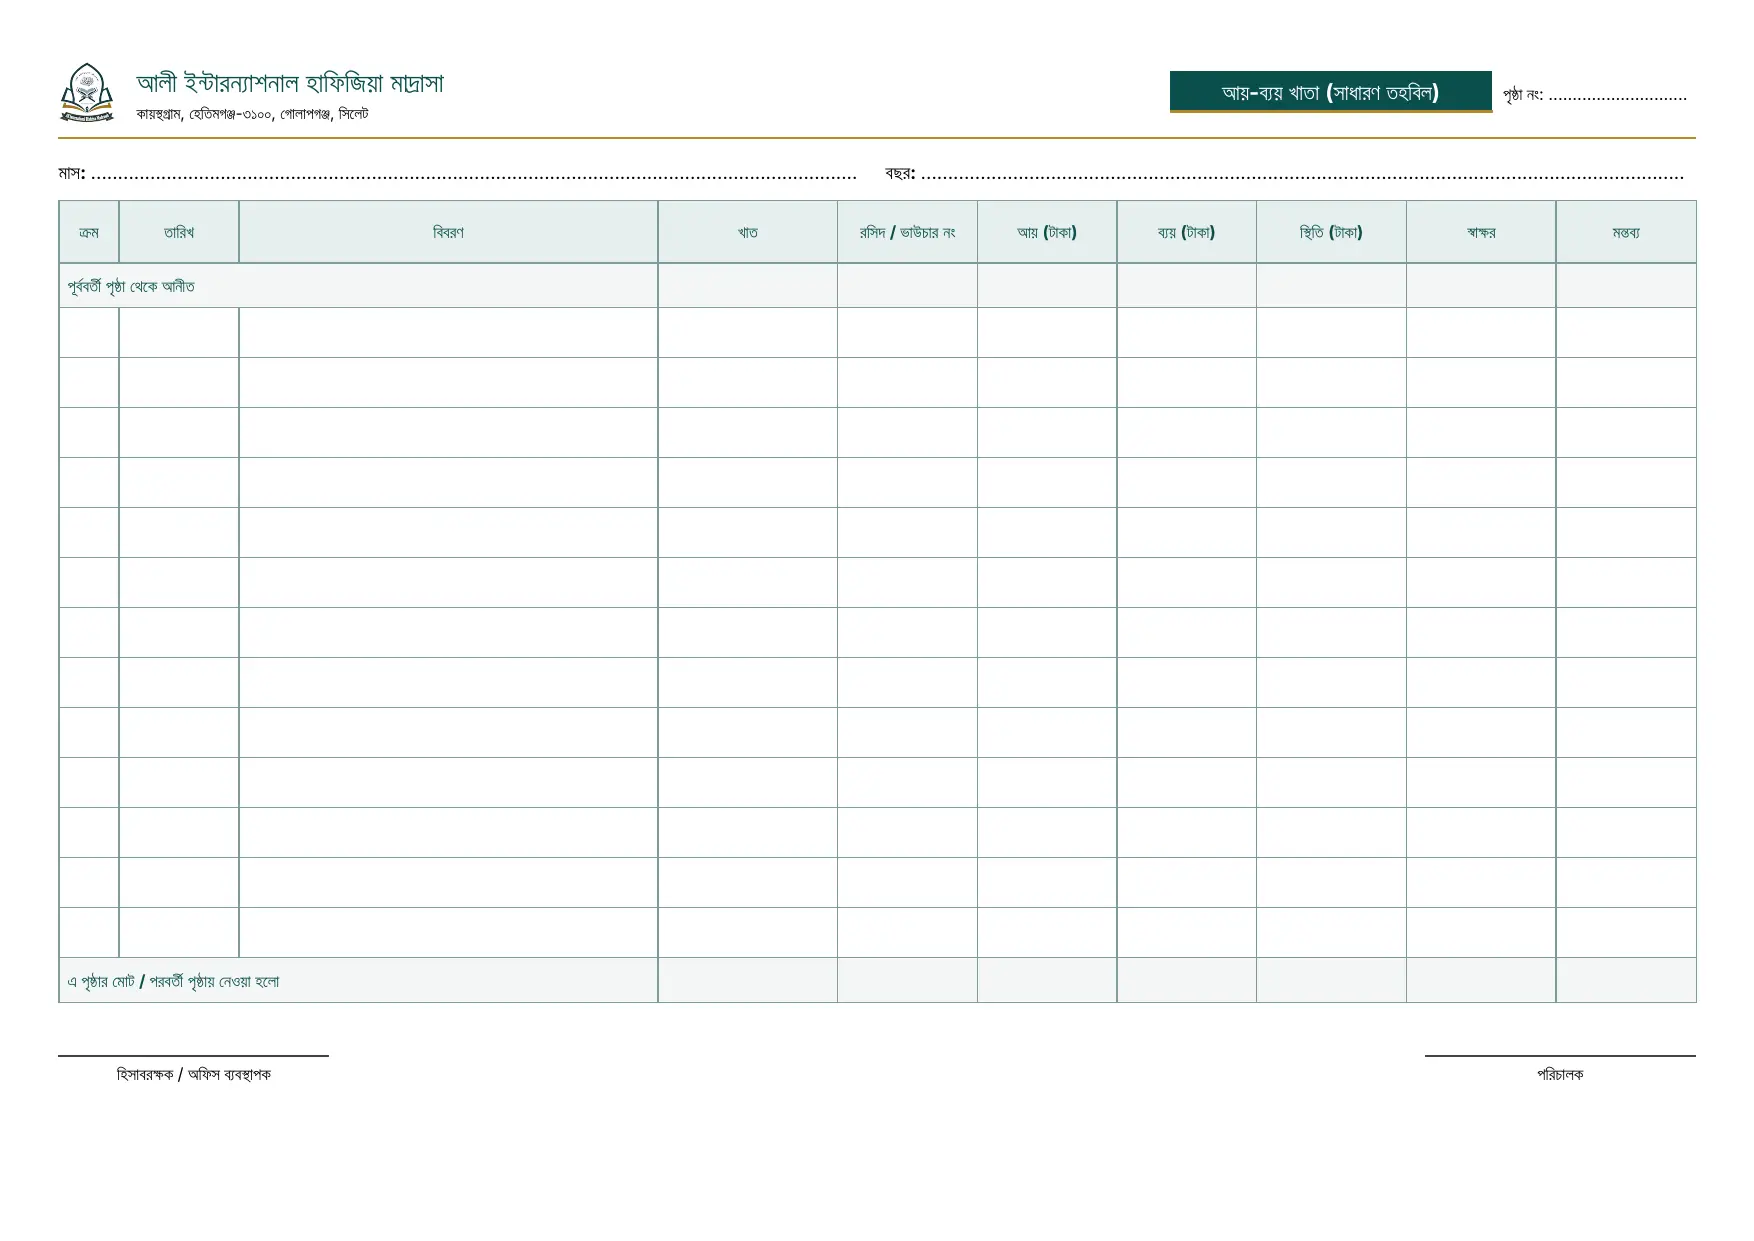 আলী ইন্টারন্যাশনাল হাফিজিয়া মাদ্রাসা
কায়স্থগ্রাম, হেতিমগঞ্জ-৩১০০, গোলাপগঞ্জ, সিলেট
আয়-ব্যয় খাতা (সাধারণ তহবিল)
পৃষ্ঠা নং: .............................
মাস: ................................................................................................................................................
বছর: ................................................................................................................................................
ক্রম
তারিখ
বিবরণ
খাত
রসিদ / ভাউচার নং
আয় (টাকা)
ব্যয় (টাকা)
স্থিতি (টাকা)
স্বাক্ষর
মন্তব্য
পূর্ববর্তী পৃষ্ঠা থেকে আনীত
এ পৃষ্ঠার মোট / পরবর্তী পৃষ্ঠায় নেওয়া হলো
হিসাবরক্ষক / অফিস ব্যবস্থাপক
পরিচালক